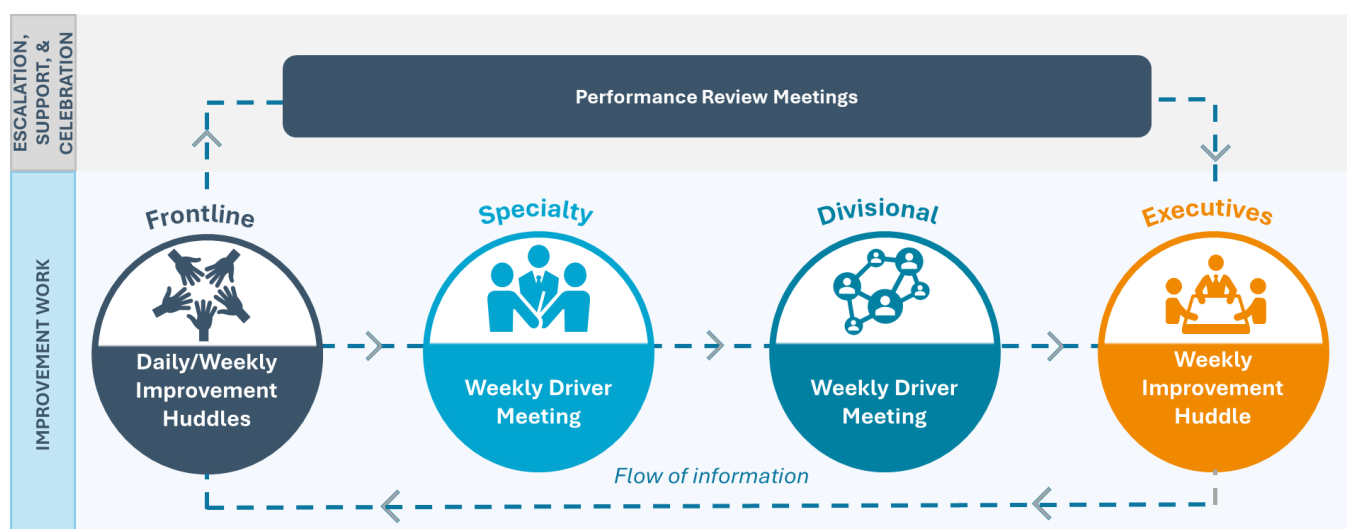 ESCALATION,
SUPPORT, &
CELEBRATION
Performance Review Meetings
IMPROVEMENT WORK
Frontline
Daily/Weekly
Improvement
Huddles
Specialty
Weekly Driver
Meeting
Divisional
Weekly Driver
Meeting
Executives
Weekly
Improvement
Huddle
Flow of information